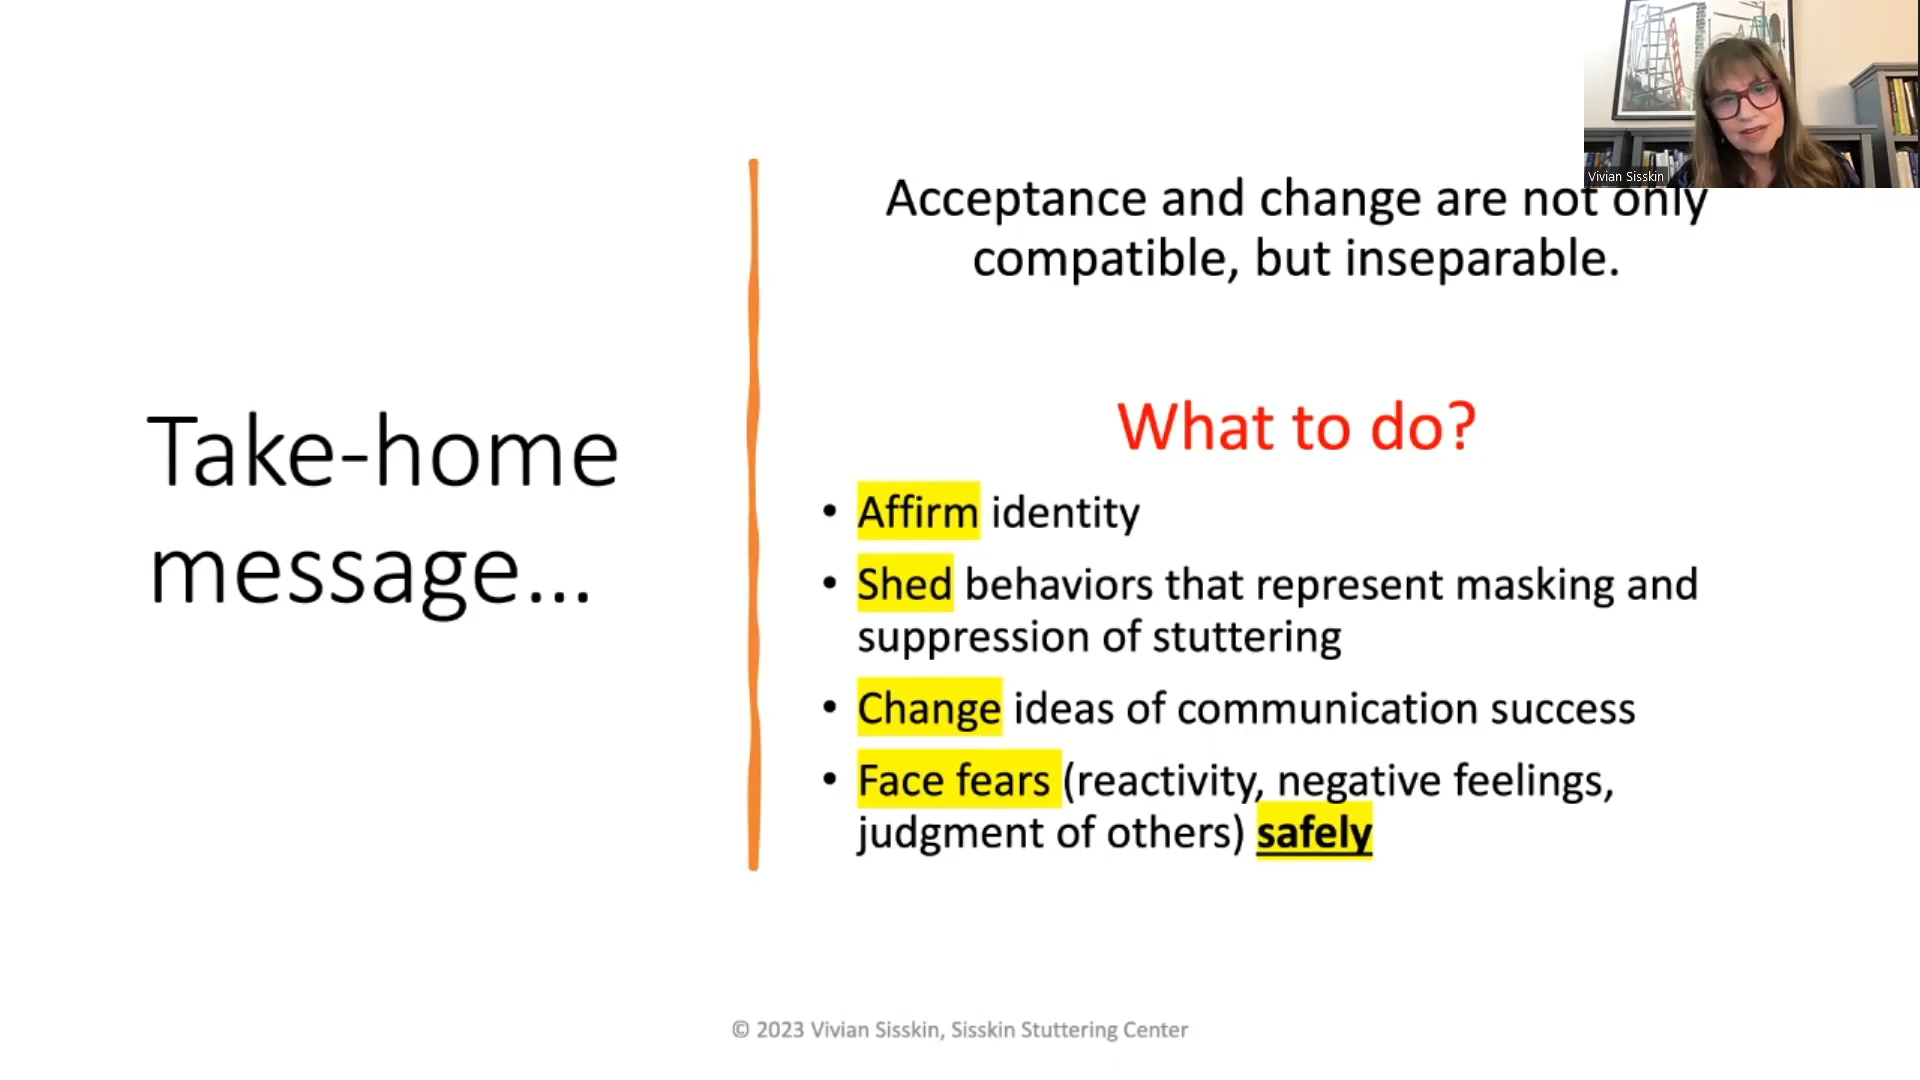 Vivian Sisskin
Acceptance and change are not only
compatible, but inseparable.
Take-home
message...
What to do?
• Affirm identity
• Shed behaviors that represent masking and
suppression of stuttering
• Change ideas of communication success
• Face fears (reactivity, negative feelings,
judgment of others) safely
© 2023 Vivian Sisskin, Sisskin Stuttering Center